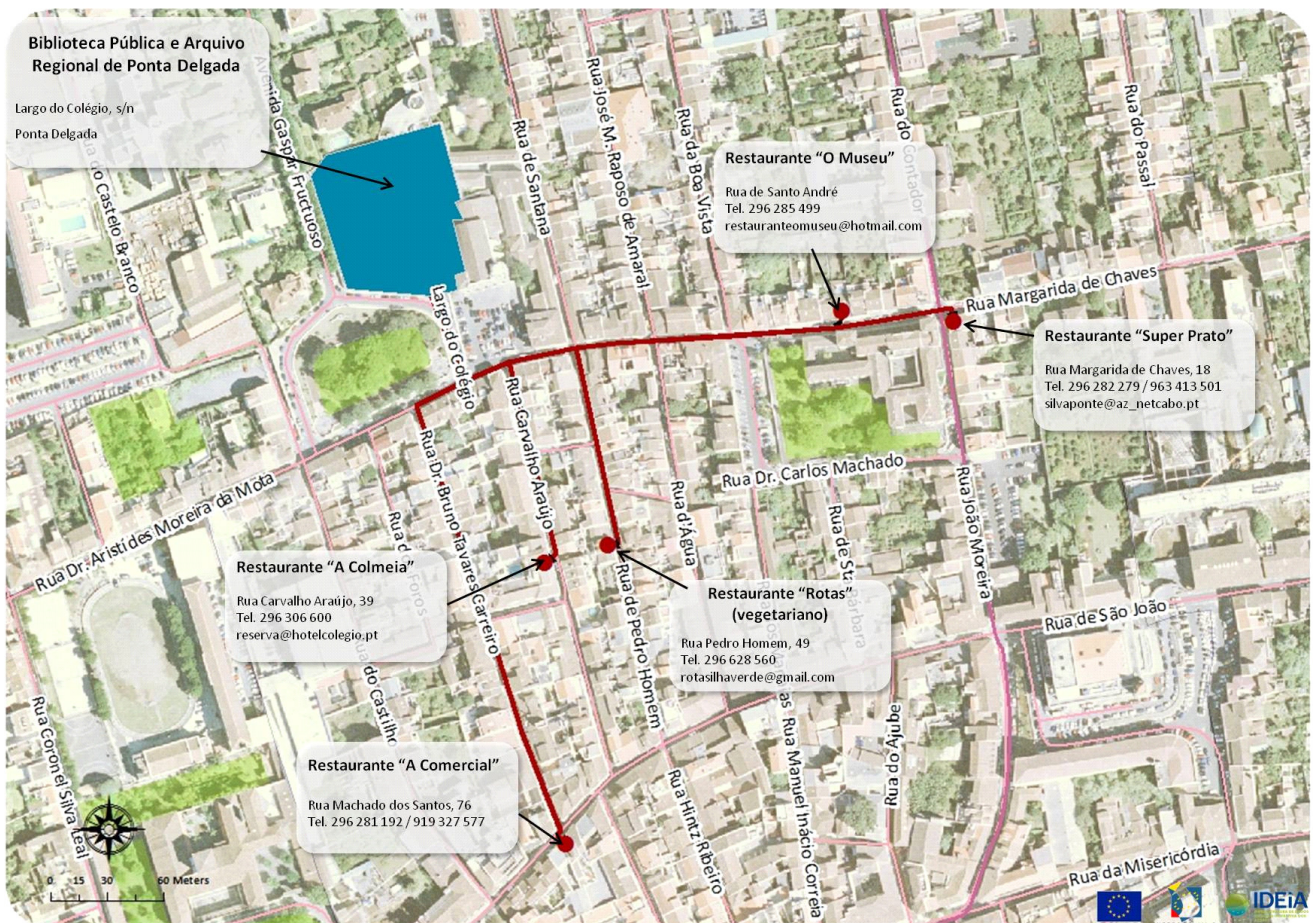 Biblioteca Pública e Arquivo
Regional de Ponta Delgada
Largo do Colégio, s/n
Ponta Delgada
Avenida Gaspar Fructuoso
Castelo Branco
Rua de Santana
Rua José M. Raposo de Amaral
Rua da Boa Vista
Rua do Contador
Rua do Passal
Restaurante “O Museu”
Rua de Santo André
Tel. 296 285 499
restauranteomuseu@hotmail.com
Rua Margarida de Chaves
Largo do Colégio
Restaurante “Super Prato”
Rua Margarida de Chaves, 18
Tel. 296 282 279 / 963 413 501
silvaponte@az_netcabo.pt
Rua Dr. Aristides Moreira da Mota
Rua Dr. Bruno Tavares Carreiro
Rua Carvalho Araújo
Rua d'Água
Rua Dr. Carlos Machado
Rua João Moreira
Rua de Sta Bárbara
Restaurante “A Colmeia”
Rua Carvalho Araújo, 39
Tel. 296 306 600
reserva@hotelcolegio.pt
Restaurante “Rotas”
(vegetariano)
Rua Pedro Homem, 49
Tel. 296 628 560
rotasilhaverde@gmail.com
Rua de Pedro Homem
Rua de São João
Rua Coronel Silva Leal
do Castilho
Restaurante “A Comercial”
Rua Machado dos Santos, 76
Tel. 296 281 192 / 919 327 577
Rua Hintz Ribeiro
Rua Manuel Inácio Correia
Rua do Aljube
Rua da Misericórdia
0 15 30 60 Meters
IDEiA